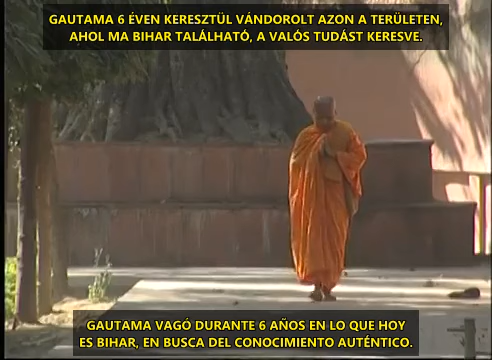 GAUTAMA 6 ÉVEN KERESZTÜL VÁNDOROLT AZON A TERÜLETEN,
AHOL MA BIHAR TALÁLHATÓ, A VALÓS TUDÁST KERESVE.
GAUTAMA VAGÓ DURANTE 6 AÑOS EN LO QUE HOY
ES BIHAR, EN BUSCA DEL CONOCIMIENTO AUTÉNTICO.